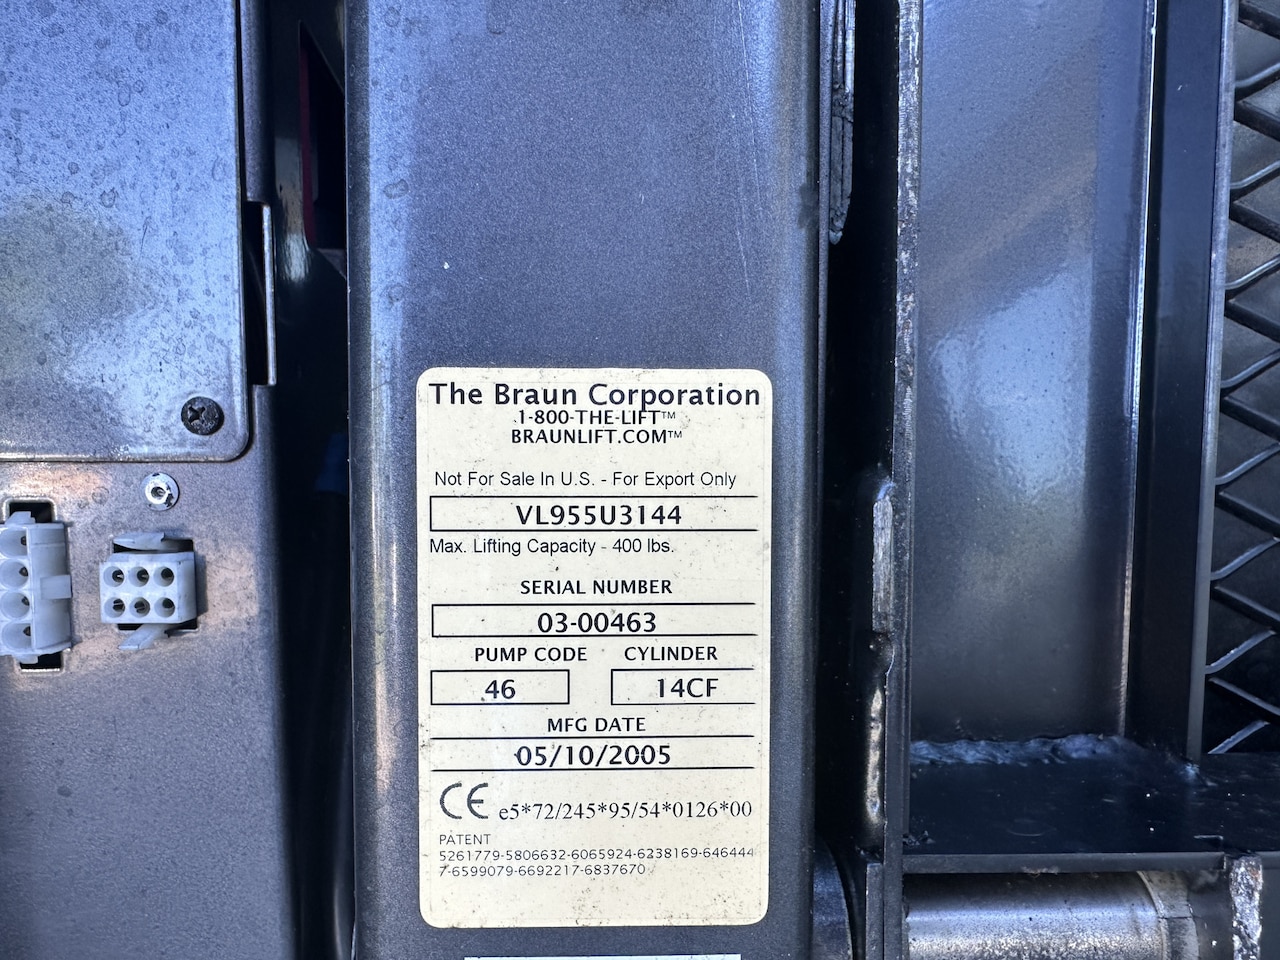 The Braun Corporation
1-800-THE-LIFT™
BRAUNLIFT.COM™
Not For Sale In U.S. - For Export Only
VL955U3144
Max. Lifting Capacity - 400 lbs.
SERIAL NUMBER
03-00463
PUMP CODE CYLINDER
46 14CF
MFG DATE
05/10/2005
CE e5*72/245*95/54*0126*00
PATENT
5261779-5806632-6065924-6238169-646444
7-6599079-6692217-6837670